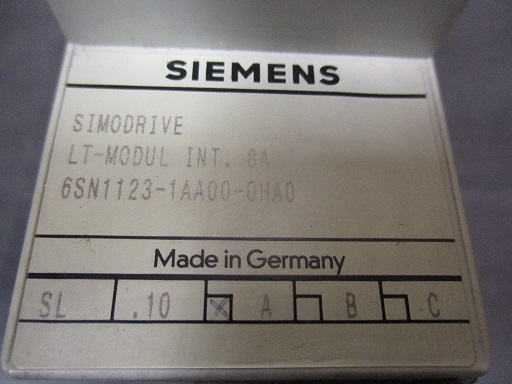 SIEMENS
SIMODRIVE
LT-MODUL INT. 8A
6SN1123-1AA00-0HA0
Made in Germany
SL .10 A B C